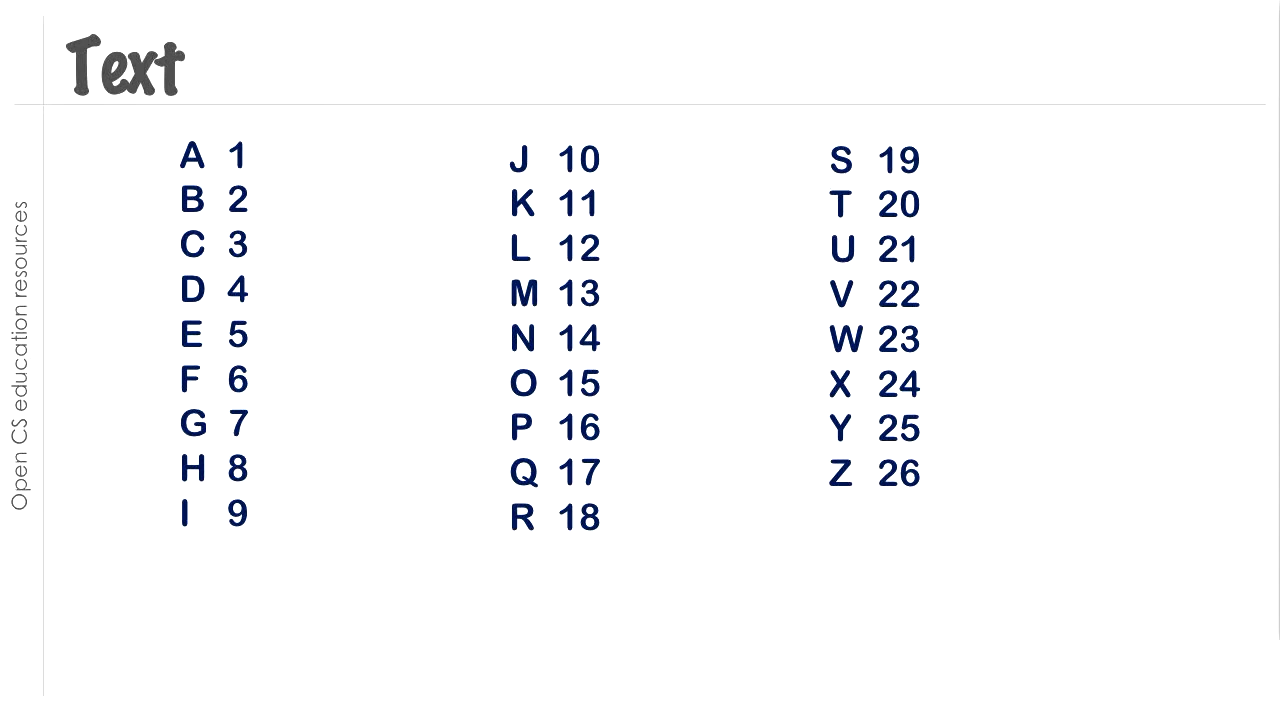 Text
A 1
B 2
C 3
D 4
E 5
F 6
G 7
H 8
I 9
J 10
K 11
L 12
M 13
N 14
O 15
P 16
Q 17
R 18
S 19
T 20
U 21
V 22
W 23
X 24
Y 25
Z 26
Open CS education resources